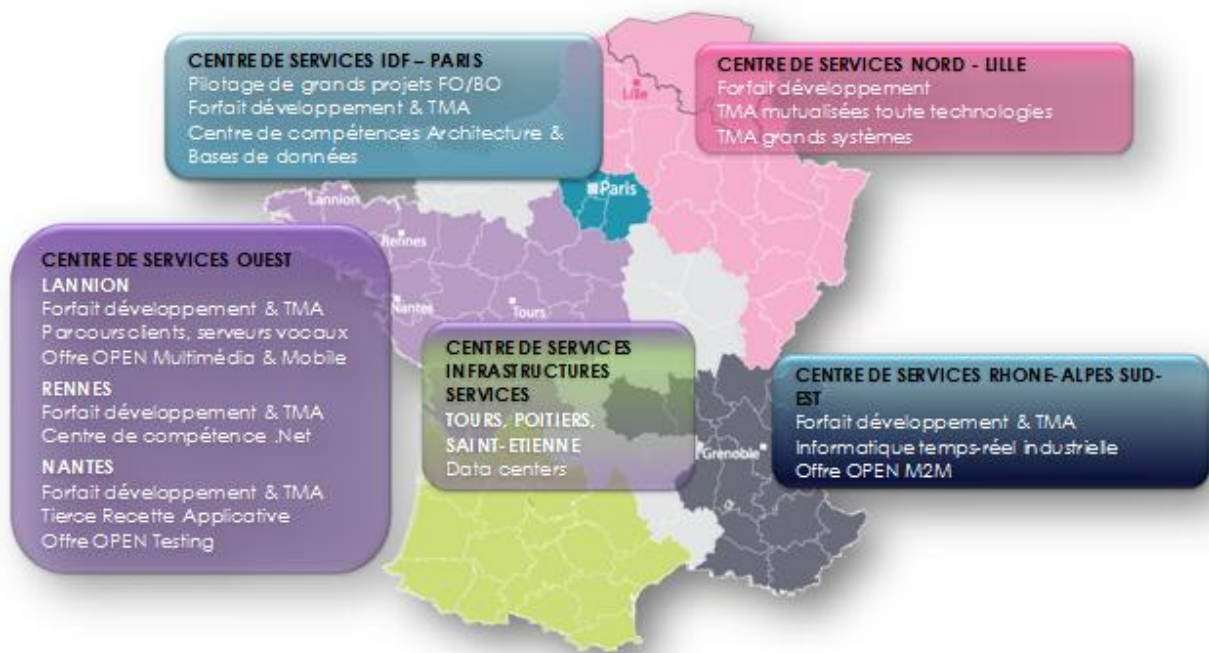 CENTRE DE SERVICES IDF – PARIS
Pilotage de grands projets FO/BO
Forfait développement & TMA
Centre de compétences Architecture &
Bases de données
CENTRE DE SERVICES NORD - LILLE
Forfait développement
TMA mutualisées toute technologies
TMA grands systèmes
Lille
Paris
Lannion
Rennes
Nantes
Tours
CENTRE DE SERVICES OUEST
LANNION
Forfait développement & TMA
Parcours clients, serveurs vocaux
Offre OPEN Multimédia & Mobile
RENNES
Forfait développement & TMA
Centre de compétence .Net
NANTES
Forfait développement & TMA
Tierce Recette Applicative
Offre OPEN Testing
CENTRE DE SERVICES
INFRASTRUCTURES
SERVICES
TOURS, POITIERS,
SAINT-ETIENNE
Data centers
Grenoble
CENTRE DE SERVICES RHONE-ALPES SUD-
EST
Forfait développement & TMA
Informatique temps-réel industrielle
Offre OPEN M2M